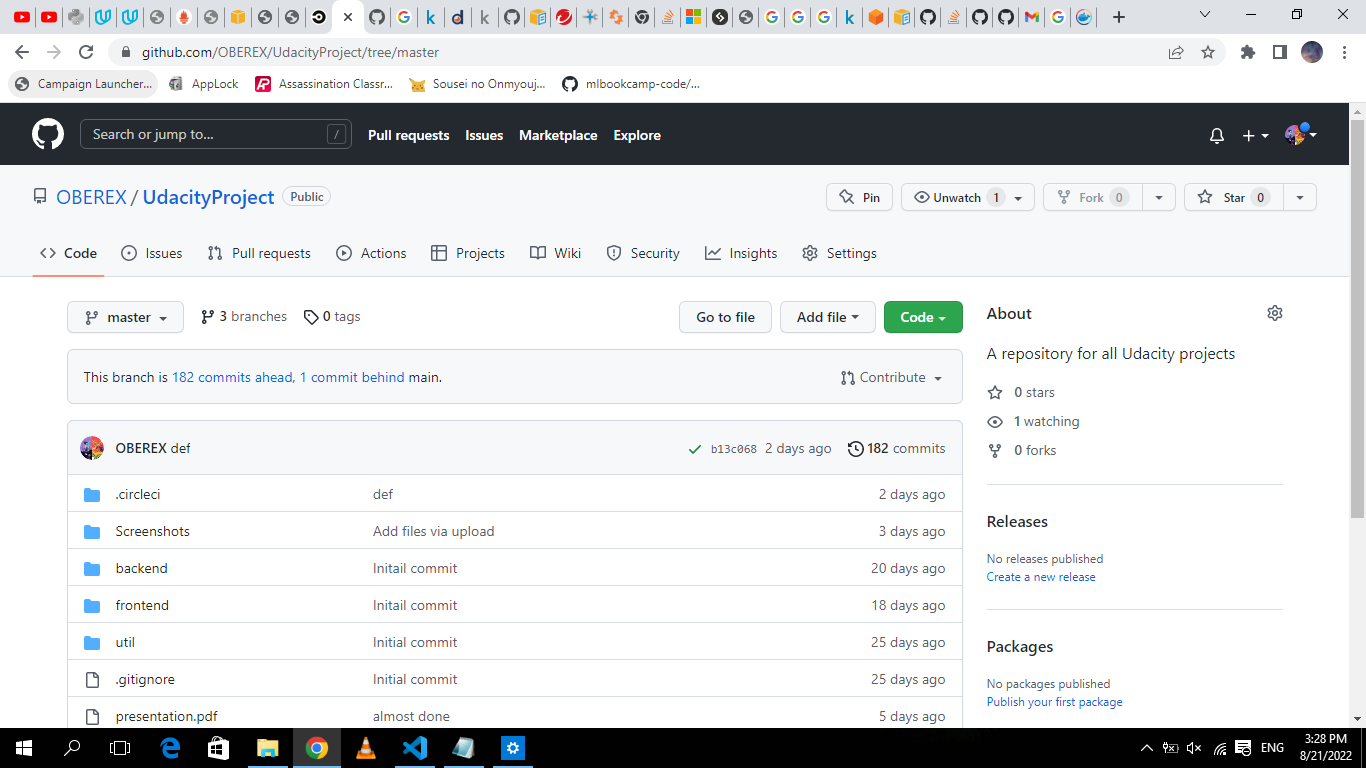 github.com/OBEREX/UdacityProject/tree/master
Campaign Launcher... AppLock Assassination Classr... Sousei no Onmyouj... mlbookcamp-code/...
Search or jump to... / Pull requests Issues Marketplace Explore
OBEREX / UdacityProject Public Pin Unwatch 1 Fork 0 Star 0
Code Issues Pull requests Actions Projects Wiki Security Insights Settings
master 3 branches 0 tags Go to file Add file Code
This branch is 182 commits ahead, 1 commit behind main. Contribute
OBEREX def b13c068 2 days ago 182 commits
.circleci def 2 days ago
Screenshots Add files via upload 3 days ago
backend Initail commit 20 days ago
frontend Initail commit 18 days ago
util Initial commit 25 days ago
.gitignore Initial commit 25 days ago
presentation.pdf almost done 5 days ago
About
A repository for all Udacity projects
0 stars
1 watching
0 forks
Releases
No releases published
Create a new release
Packages
No packages published
Publish your first package
ENG 3:28 PM
8/21/2022